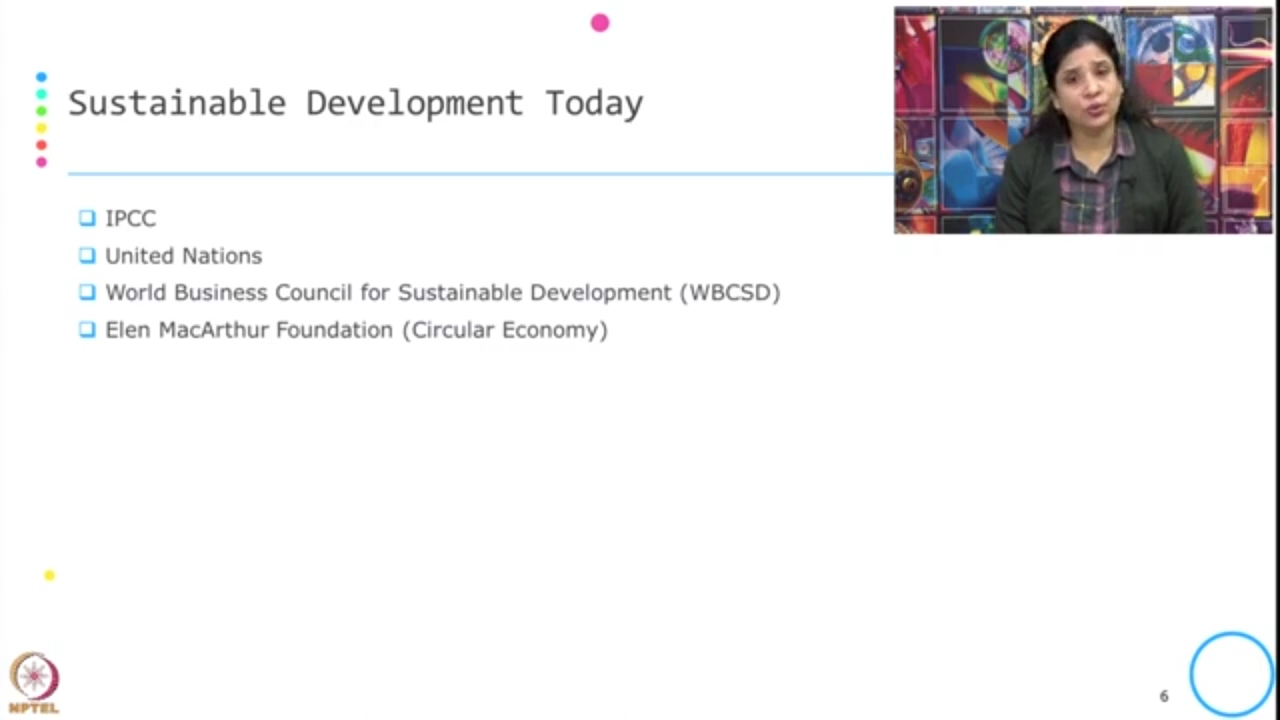 Sustainable Development Today
IPCC
United Nations
World Business Council for Sustainable Development (WBCSD)
Elen MacArthur Foundation (Circular Economy)
NPTEL
6